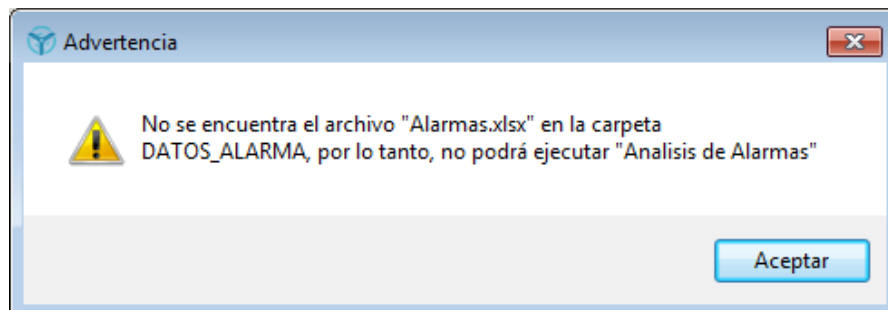 Advertencia
No se encuentra el archivo "Alarmas.xlsx" en la carpeta
DATOS_ALARMA, por lo tanto, no podrá ejecutar "Analisis de Alarmas"
Aceptar